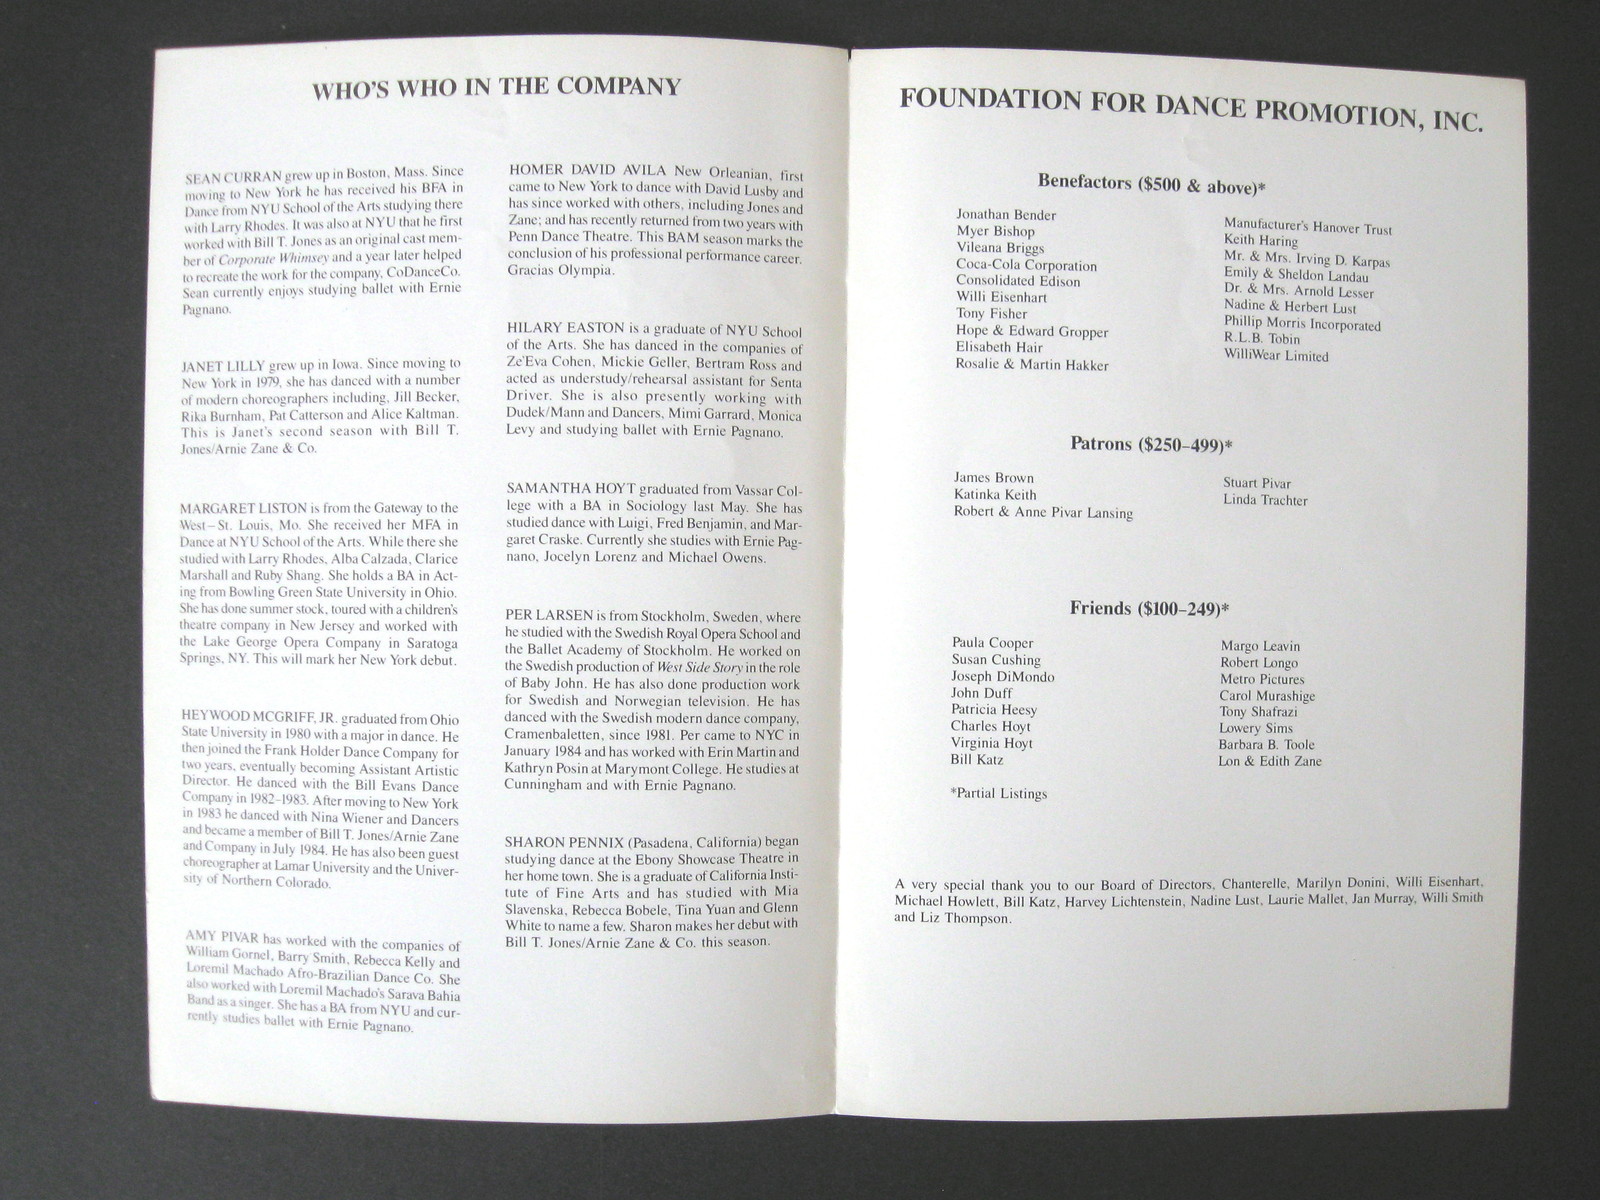 WHO'S WHO IN THE COMPANY
SEAN CURRAN grew up in Boston, Mass. Since
moving to New York he has received his BFA in
Dance from NYU School of the Arts studying there
with Larry Rhodes. It was also at NYU that he first
worked with Bill T. Jones as an original cast mem-
ber of Corporate Whimsey and a year later helped
to recreate the work for the company, CoDanceCo.
Sean currently enjoys studying ballet with Ernie
Pagnano.
JANET LILLY grew up in Iowa. Since moving to
New York in 1979, she has danced with a number
of modern choreographers including, Jill Becker,
Rika Burnham, Pat Catterson and Alice Kaltman.
This is Janet's second season with Bill T.
Jones/Arnie Zane & Co.
MARGARET LISTON is from the Gateway to the
West–St. Louis, Mo. She received her MFA in
Dance at NYU School of the Arts. While there she
studied with Larry Rhodes, Alba Calzada, Clarice
Marshall and Ruby Shang. She holds a BA in Act-
ing from Bowling Green State University in Ohio.
She has done summer stock, toured with a children's
theatre company in New Jersey and worked with
the Lake George Opera Company in Saratoga
Springs, NY. This will mark her New York debut.
HEYWOOD MCGRIFF, JR. graduated from Ohio
State University in 1980 with a major in dance. He
then joined the Frank Holder Dance Company for
two years, eventually becoming Assistant Artistic
Director. He danced with the Bill Evans Dance
Company in 1982–1983. After moving to New York
in 1983 he danced with Nina Wiener and Dancers
and became a member of Bill T. Jones/Arnie Zane
and Company in July 1984. He has also been guest
choreographer at Lamar University and the Univer-
sity of Northern Colorado.
AMY PIVAR has worked with the companies of
William Gornel, Barry Smith, Rebecca Kelly and
Loremil Machado Afro-Brazilian Dance Co. She
also worked with Loremil Machado's Sarava Bahia
Band as a singer. She has a BA from NYU and cur-
rently studies ballet with Ernie Pagnano.
HOMER DAVID AVILA New Orleanian, first
came to New York to dance with David Lusby and
has since worked with others, including Jones and
Zane; and has recently returned from two years with
Penn Dance Theatre. This BAM season marks the
conclusion of his professional performance career.
Gracias Olympia.
HILARY EASTON is a graduate of NYU School
of the Arts. She has danced in the companies of
Ze'Eva Cohen, Mickie Geller, Bertram Ross and
acted as understudy/rehearsal assistant for Senta
Driver. She is also presently working with
Dudek/Mann and Dancers, Mimi Garrard, Monica
Levy and studying ballet with Ernie Pagnano.
SAMANTHA HOYT graduated from Vassar Col-
lege with a BA in Sociology last May. She has
studied dance with Luigi, Fred Benjamin, and Mar-
garet Craske. Currently she studies with Ernie Pag-
nano, Jocelyn Lorenz and Michael Owens.
PER LARSEN is from Stockholm, Sweden, where
he studied with the Swedish Royal Opera School and
the Ballet Academy of Stockholm. He worked on
the Swedish production of West Side Story in the role
of Baby John. He has also done production work
for Swedish and Norwegian television. He has
danced with the Swedish modern dance company,
Cramenbaletten, since 1981. Per came to NYC in
January 1984 and has worked with Erin Martin and
Kathryn Posin at Marymont College. He studies at
Cunningham and with Ernie Pagnano.
SHARON PENNIX (Pasadena, California) began
studying dance at the Ebony Showcase Theatre in
her home town. She is a graduate of California Insti-
tute of Fine Arts and has studied with Mia
Slavenska, Rebecca Bobele, Tina Yuan and Glenn
White to name a few. Sharon makes her debut with
Bill T. Jones/Arnie Zane & Co. this season.
FOUNDATION FOR DANCE PROMOTION, INC.
Benefactors ($500 & above)*
Jonathan Bender
Myer Bishop
Vileana Briggs
Coca-Cola Corporation
Consolidated Edison
Willi Eisenhart
Tony Fisher
Hope & Edward Gropper
Elisabeth Hair
Rosalie & Martin Hakker
Manufacturer's Hanover Trust
Keith Haring
Mr. & Mrs. Irving D. Karpas
Emily & Sheldon Landau
Dr. & Mrs. Arnold Lesser
Nadine & Herbert Lust
Phillip Morris Incorporated
R.L.B. Tobin
WilliWear Limited
Patrons ($250–499)*
James Brown
Katinka Keith
Robert & Anne Pivar Lansing
Stuart Pivar
Linda Trachter
Friends ($100–249)*
Paula Cooper
Susan Cushing
Joseph DiMondo
John Duff
Patricia Heesy
Charles Hoyt
Virginia Hoyt
Bill Katz
Margo Leavin
Robert Longo
Metro Pictures
Carol Murashige
Tony Shafrazi
Lowery Sims
Barbara B. Toole
Lon & Edith Zane
*Partial Listings
A very special thank you to our Board of Directors, Chanterelle, Marilyn Donini, Willi Eisenhart,
Michael Howlett, Bill Katz, Harvey Lichtenstein, Nadine Lust, Laurie Mallet, Jan Murray, Willi Smith
and Liz Thompson.